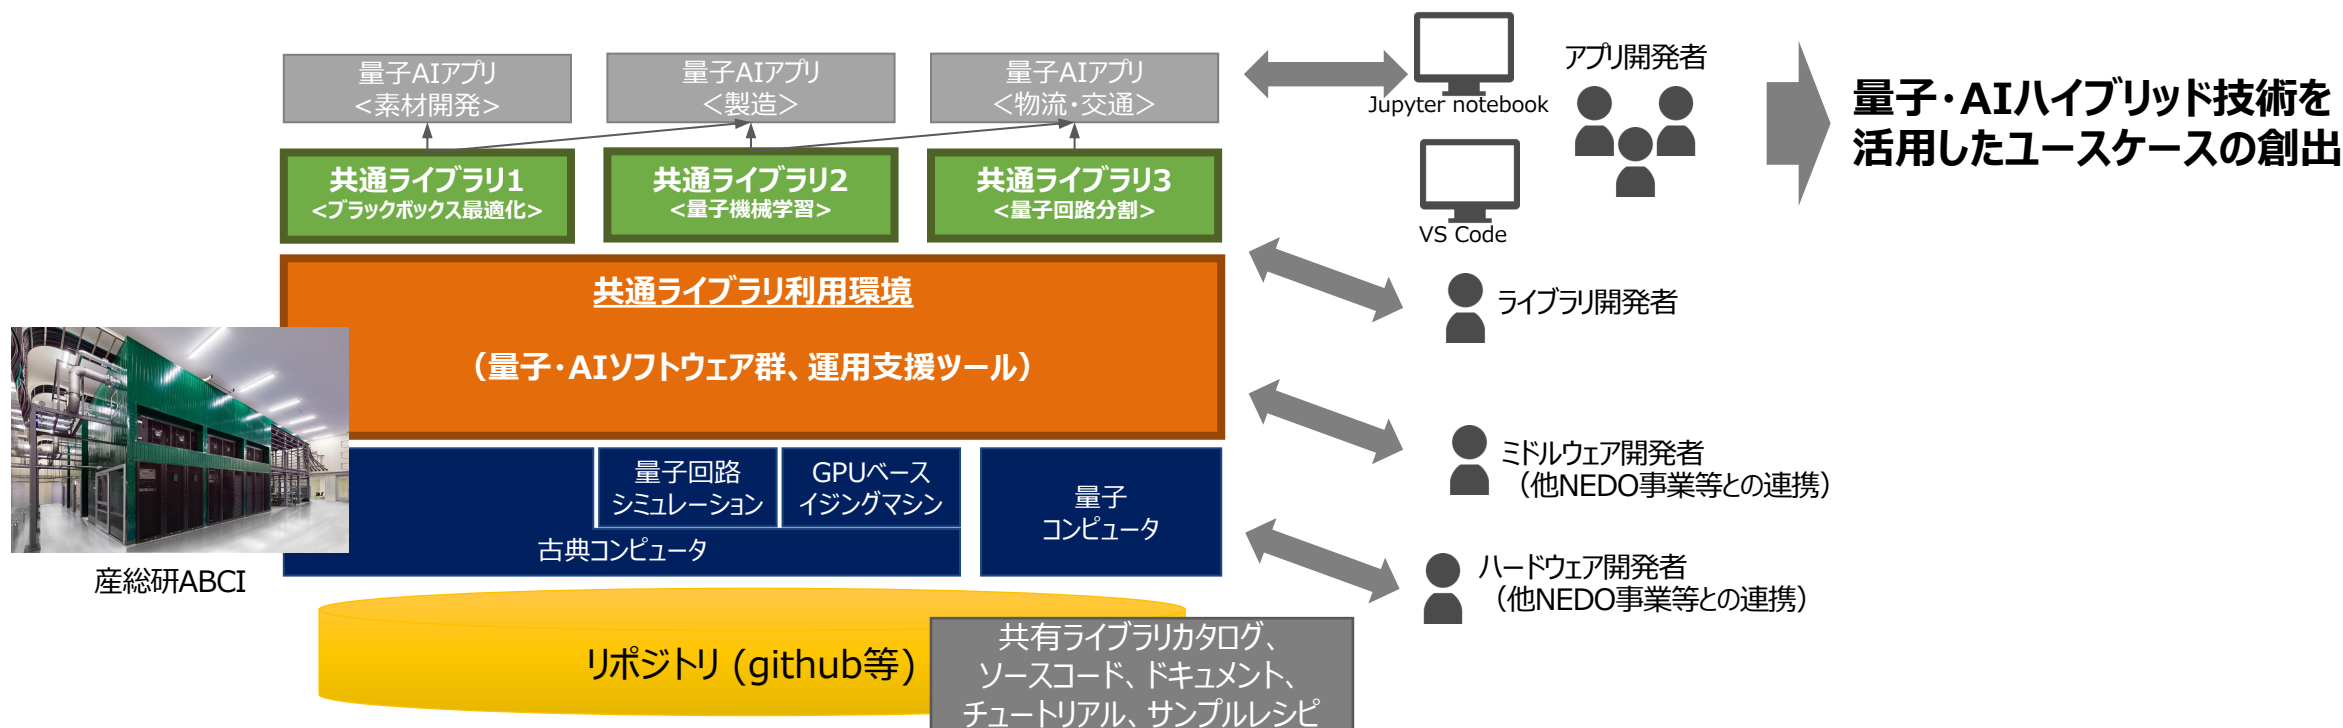 量子AIアプリ
<素材開発>
量子AIアプリ
<製造>
量子AIアプリ
<物流・交通>
共通ライブラリ1
<ブラックボックス最適化>
共通ライブラリ2
<量子機械学習>
共通ライブラリ3
<量子回路分割>
共通ライブラリ利用環境
（量子・AIソフトウェア群、運用支援ツール）
量子回路
シミュレーション
GPUベース
イジングマシン
古典コンピュータ
量子
コンピュータ
産総研ABCI
リポジトリ (github等)
共有ライブラリカタログ、
ソースコード、ドキュメント、
チュートリアル、サンプルレシピ
Jupyter notebook
VS Code
アプリ開発者
ライブラリ開発者
ミドルウェア開発者
（他NEDO事業等との連携）
ハードウェア開発者
（他NEDO事業等との連携）
量子・AIハイブリッド技術を
活用したユースケースの創出